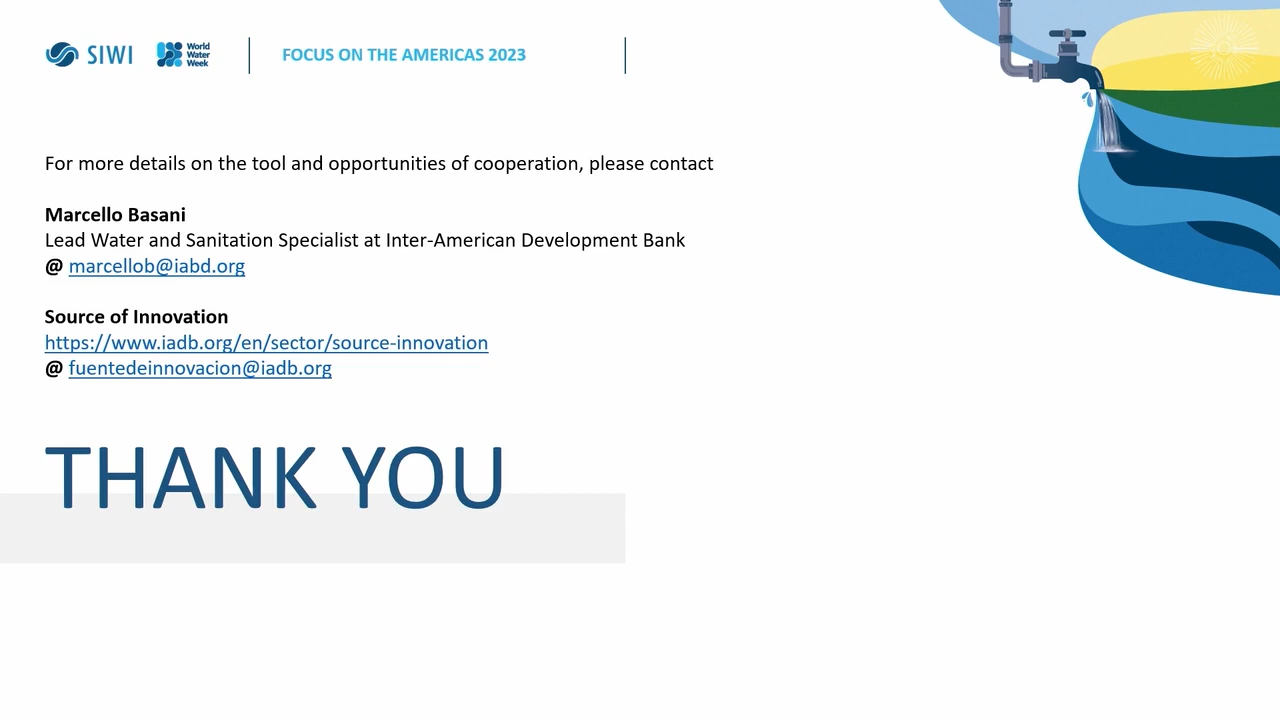 SIWI
World
Water
Week
FOCUS ON THE AMERICAS 2023
For more details on the tool and opportunities of cooperation, please contact
Marcello Basani
Lead Water and Sanitation Specialist at Inter-American Development Bank
@ marcellob@iabd.org
Source of Innovation
https://www.iadb.org/en/sector/source-innovation
@ fuentedeinnovacion@iadb.org
THANK YOU